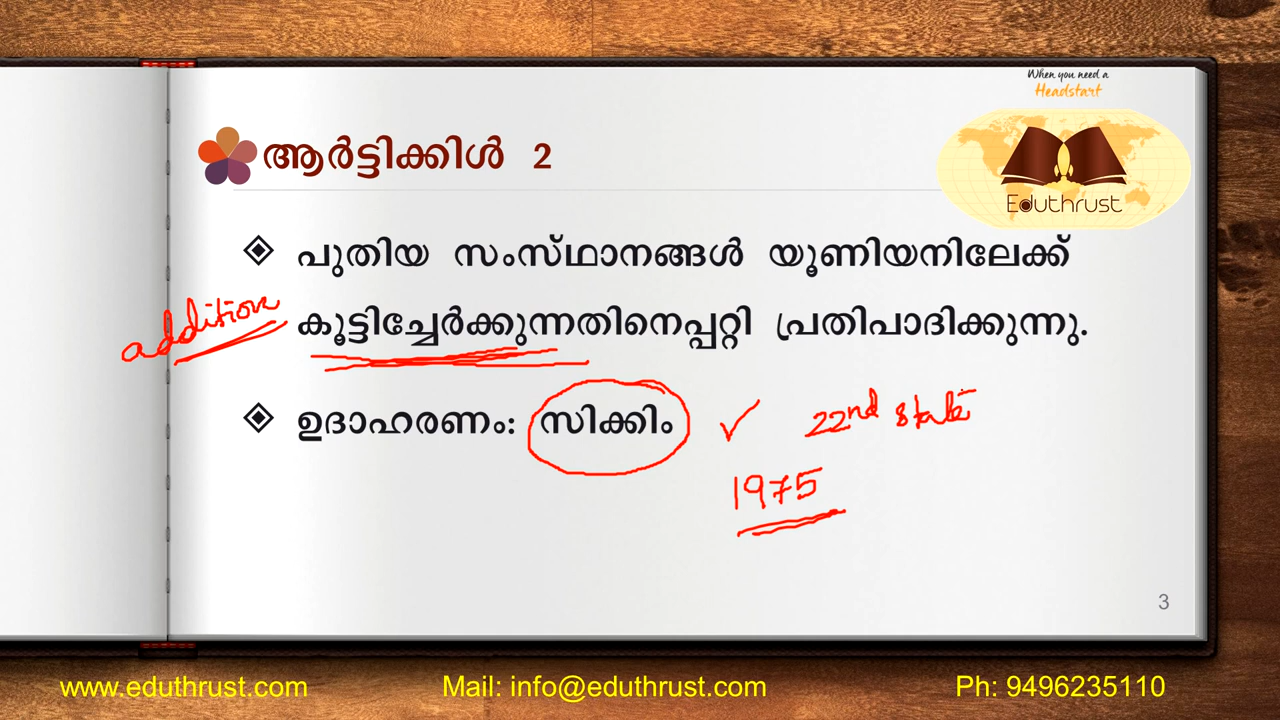 When you need a
Headstart
ആർട്ടിക്കിൾ 2
Eduthrust
പുതിയ സംസ്ഥാനങ്ങൾ യൂണിയനിലേക്ക്
addition
കൂട്ടിച്ചേർക്കുന്നതിനെപ്പറ്റി പ്രതിപാദിക്കുന്നു.
ഉദാഹരണം: സിക്കിം 22nd state
1975
3
www.eduthrust.com Mail: info@eduthrust.com Ph: 9496235110